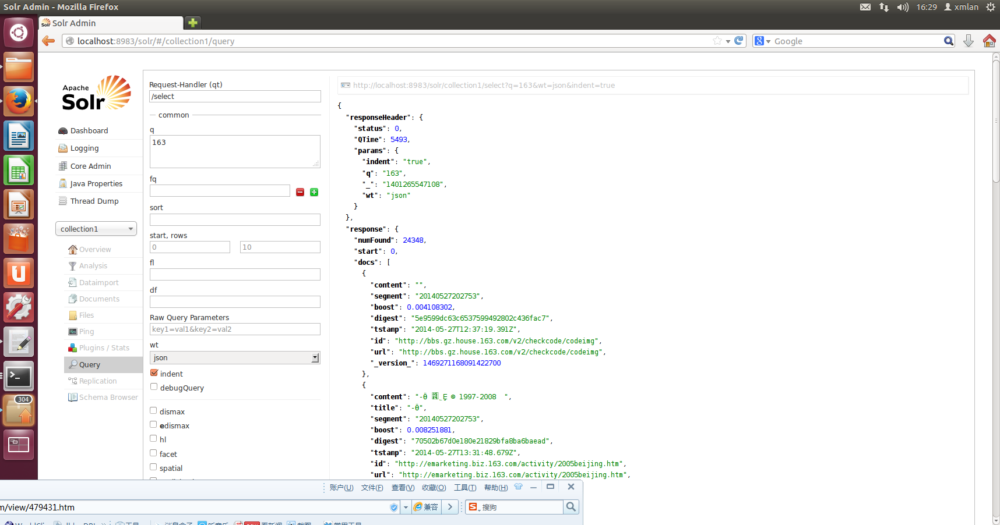 Solr Admin - Mozilla Firefox
16:29
xmlan
Solr Admin
localhost:8983/solr/#/collection1/query
Google
Apache
Solr
Dashboard
Logging
Core Admin
Java Properties
Thread Dump
collection1
Overview
Analysis
Dataimport
Documents
Files
Ping
Plugins / Stats
Query
Replication
Schema Browser
304
Request-Handler (qt)
/select
common
q
163
fq
sort
start, rows
0
10
fl
df
Raw Query Parameters
key1=val1&key2=val2
wt
json
indent
debugQuery
dismax
edismax
hl
facet
spatial
http://localhost:8983/solr/collection1/select?q=163&wt=json&indent=true
{
"responseHeader": {
"status": 0,
"QTime": 5493,
"params": {
"indent": "true",
"q": "163",
"_": "1401265547108",
"wt": "json"
}
},
"response": {
"numFound": 24348,
"start": 0,
"docs": [
{
"content": "",
"segment": "20140527202753",
"boost": 0.004108302,
"digest": "5e9599dc63c6537599492802c436fac7",
"tstamp": "2014-05-27T12:37:19.391Z",
"id": "http://bbs.gz.house.163.com/v2/checkcode/codeimg",
"url": "http://bbs.gz.house.163.com/v2/checkcode/codeimg",
"_version_": 1469271168091422700
},
{
"content": "© 1997-2008 ",
"title":
"segment": "20140527202753",
"boost": 0.008251881,
"digest": "70502b67d0e180e21829bfa8ba6baead",
"tstamp": "2014-05-27T13:31:48.679Z",
"id": "http://emarketing.biz.163.com/activity/2005beijing.htm",
"url": "http://emarketing.biz.163.com/activity/2005beijing.htm",
账户(U) 文件(F) 查看(V) 收藏(O) 工具(T) 帮助(H)
m/view/479431.htm
兼容
搜狗